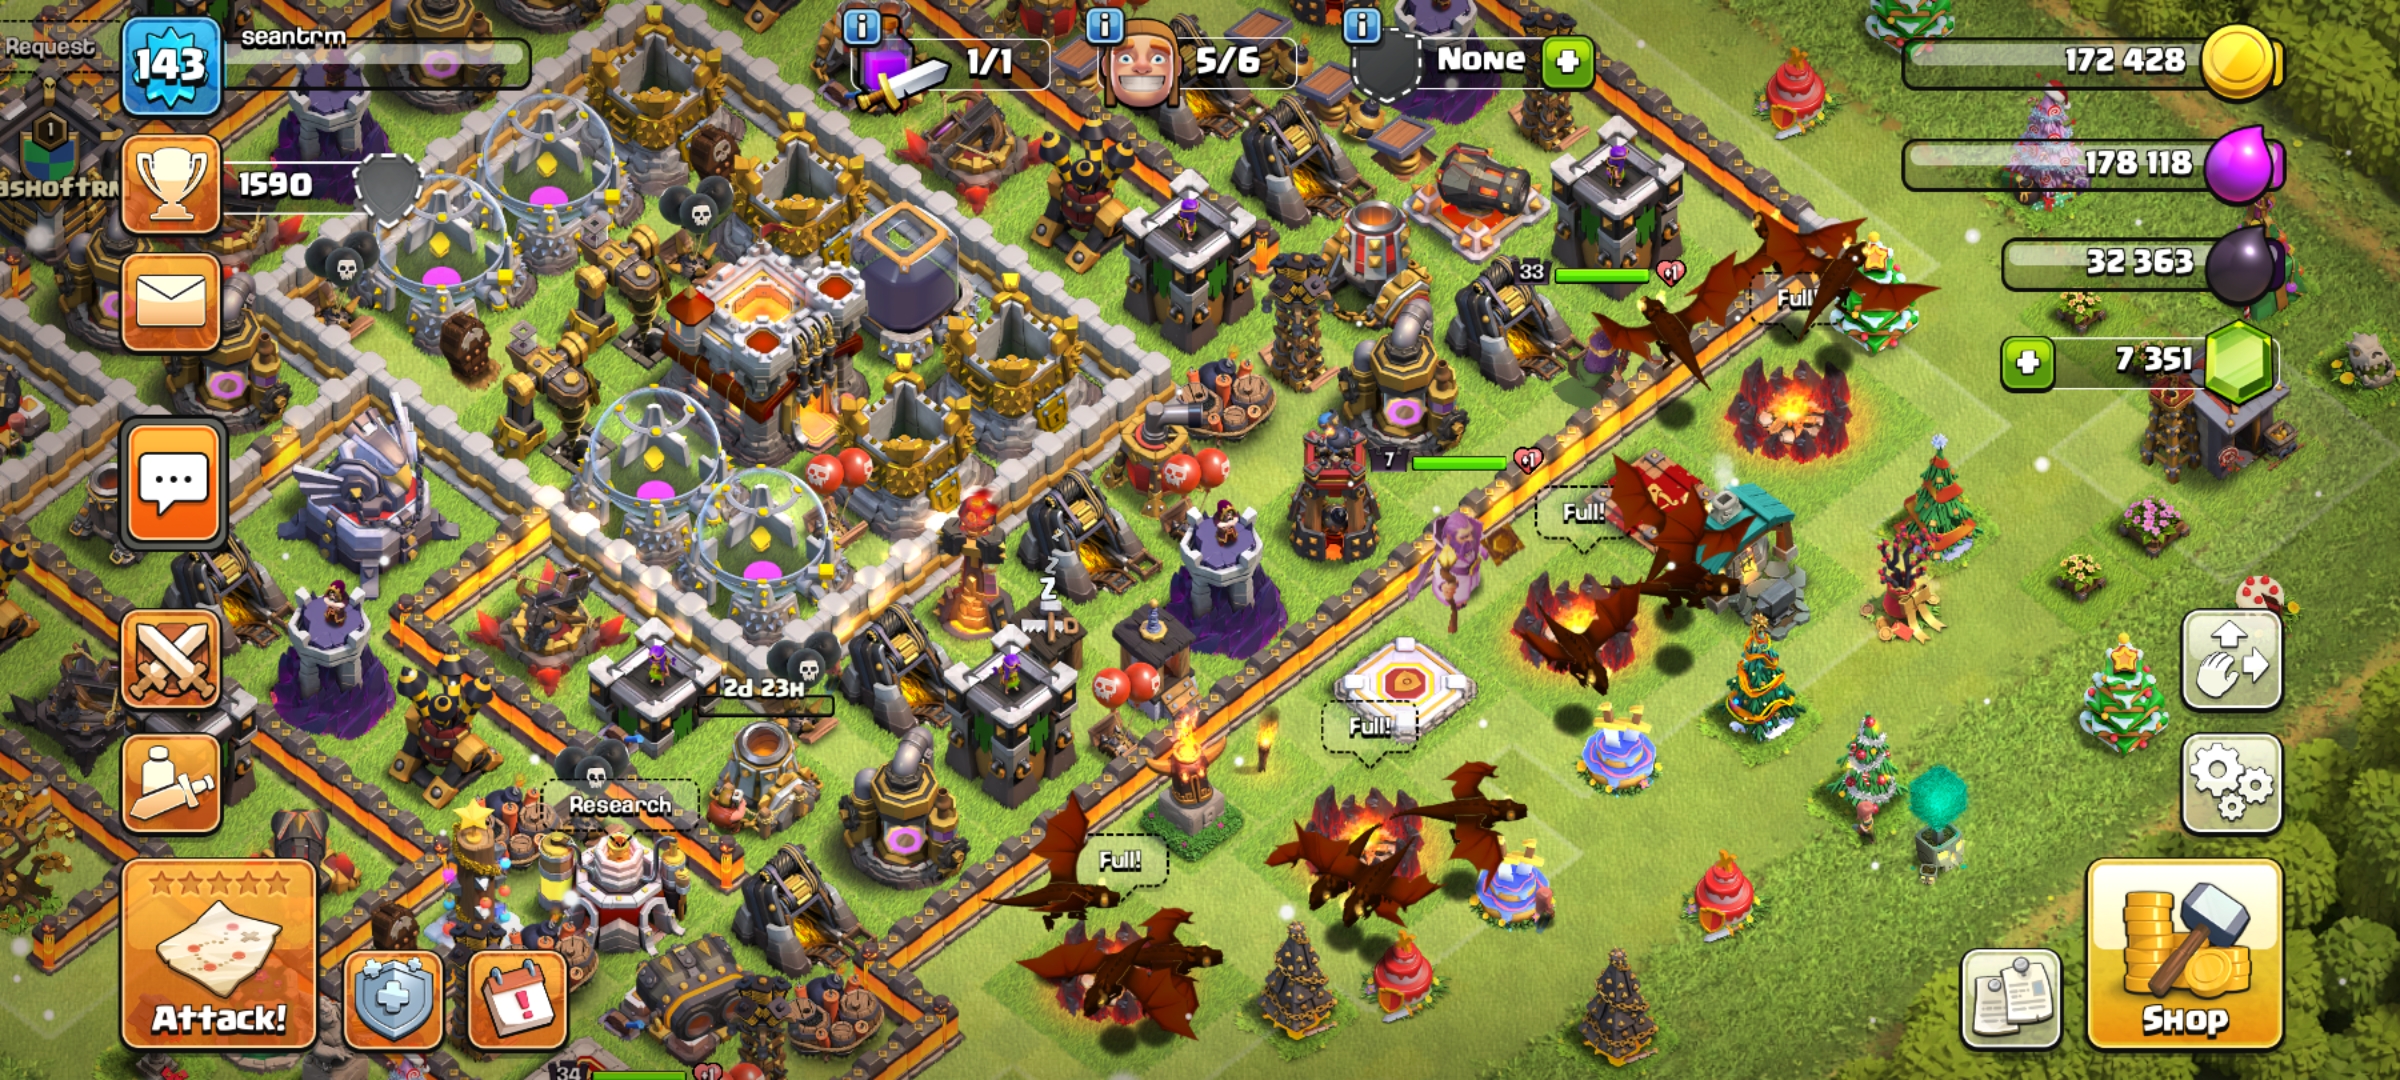 Request
143
seantrm
1/1
5/6
None
172 428
1590
178 118
1
33
32 363
Full!
7 351
7
Full!
Z
z
2d 23h
Full!
Research
Full!
Attack!
Shop
34